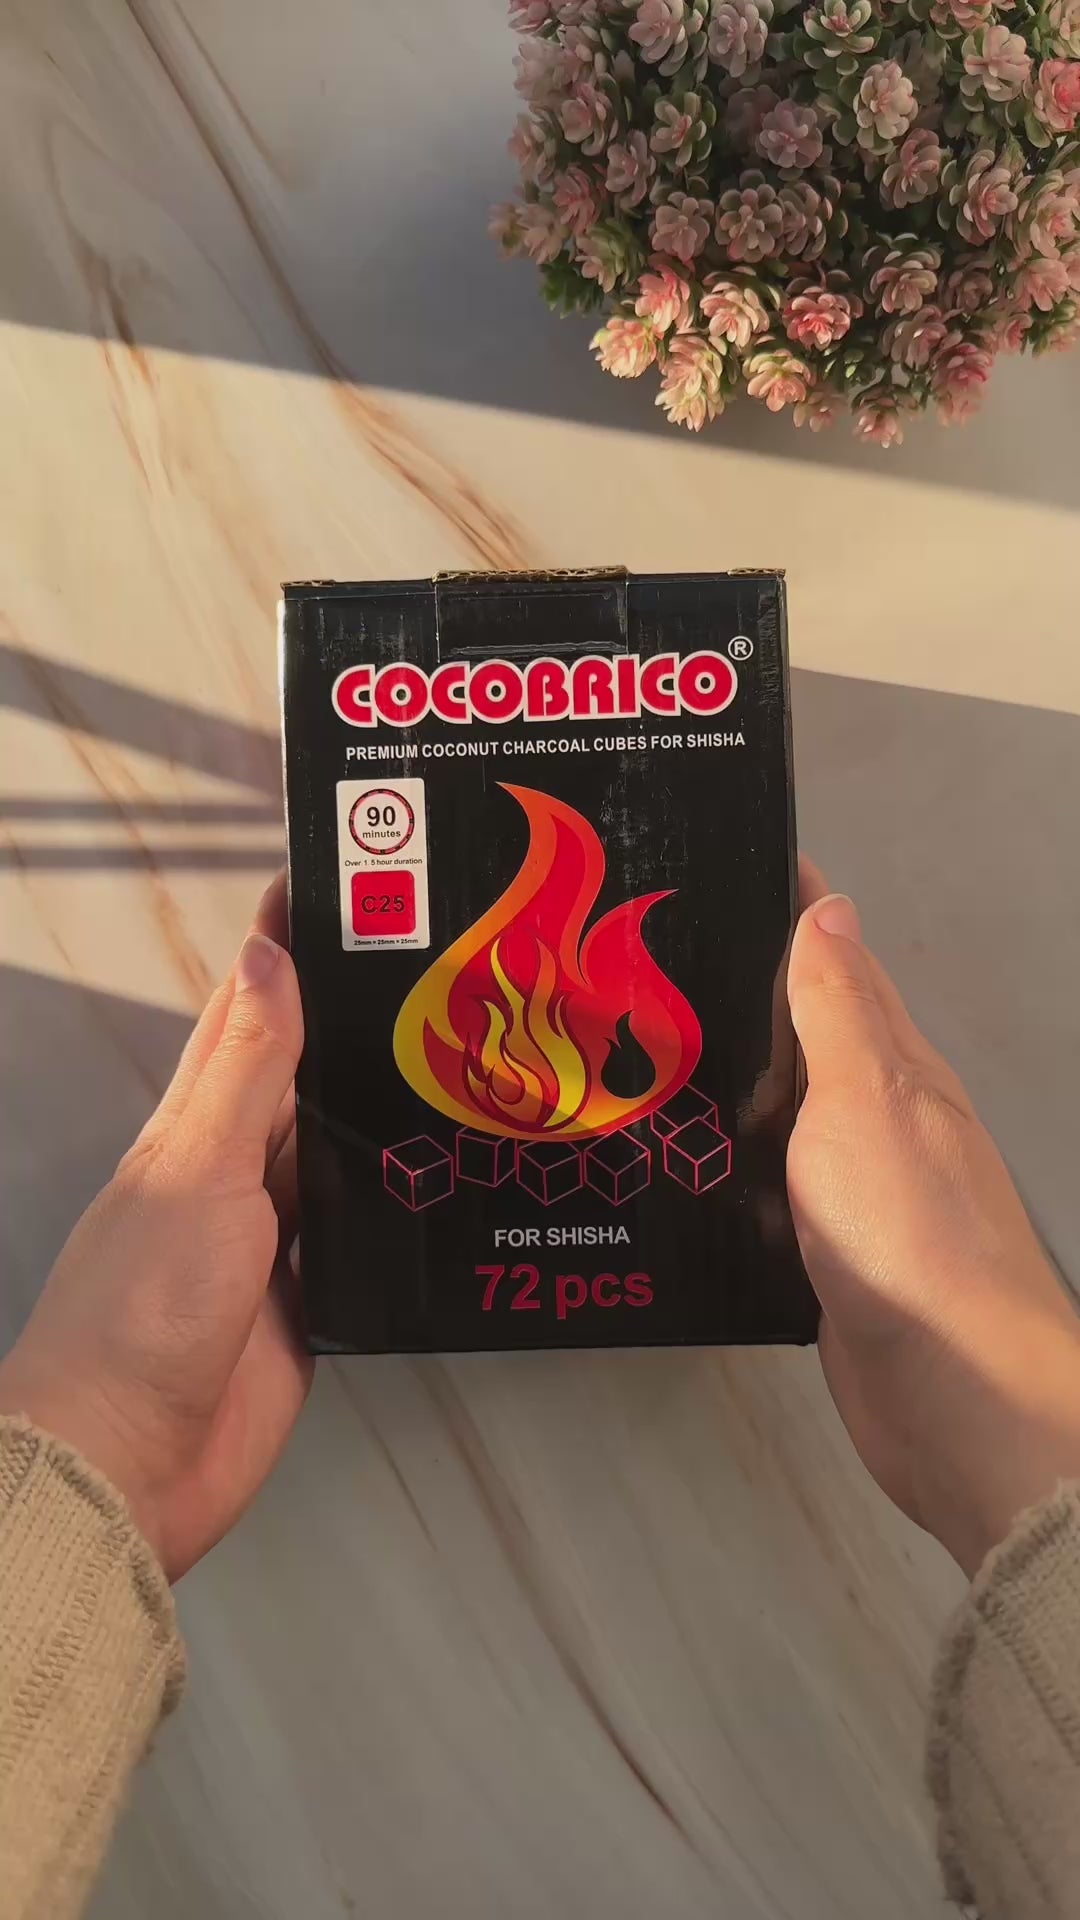 COCOBRICO®
PREMIUM COCONUT CHARCOAL CUBES FOR SHISHA
90
minutes
Over 1.5 hour duration
C25
25mm × 25mm × 25mm
FOR SHISHA
72 pcs